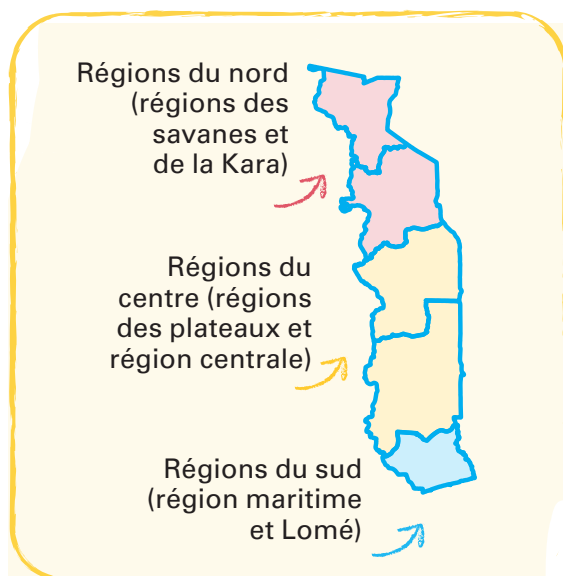 Régions du nord
(régions des
savanes et
de la Kara)
Régions du
centre (régions
des plateaux et
région centrale)
Régions du sud
(région maritime
et Lomé)